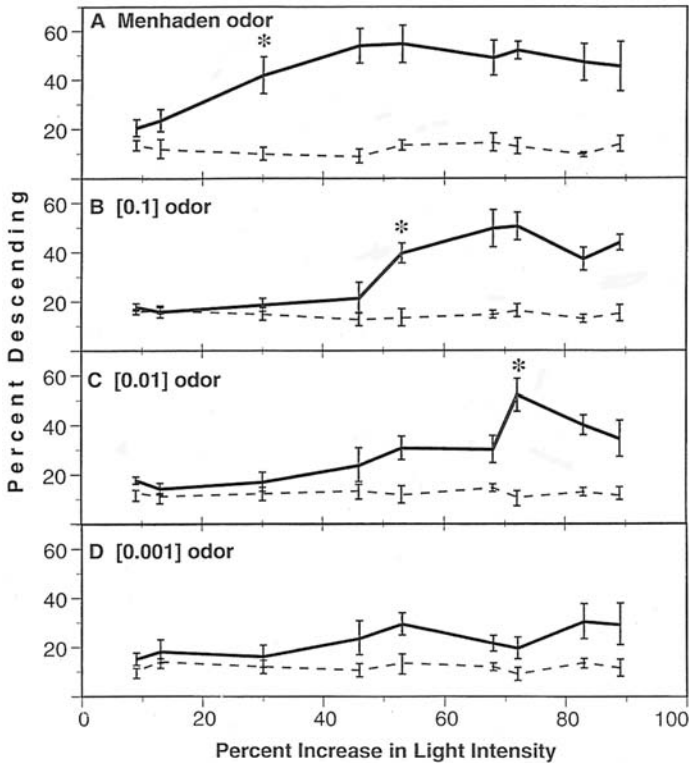 A Menhaden odor
*
60
40
20
B [0.1] odor
*
60
40
20
C [0.01] odor
*
60
40
20
D [0.001] odor
60
40
20
0 20 40 60 80 100
Percent Increase in Light Intensity
Percent Descending